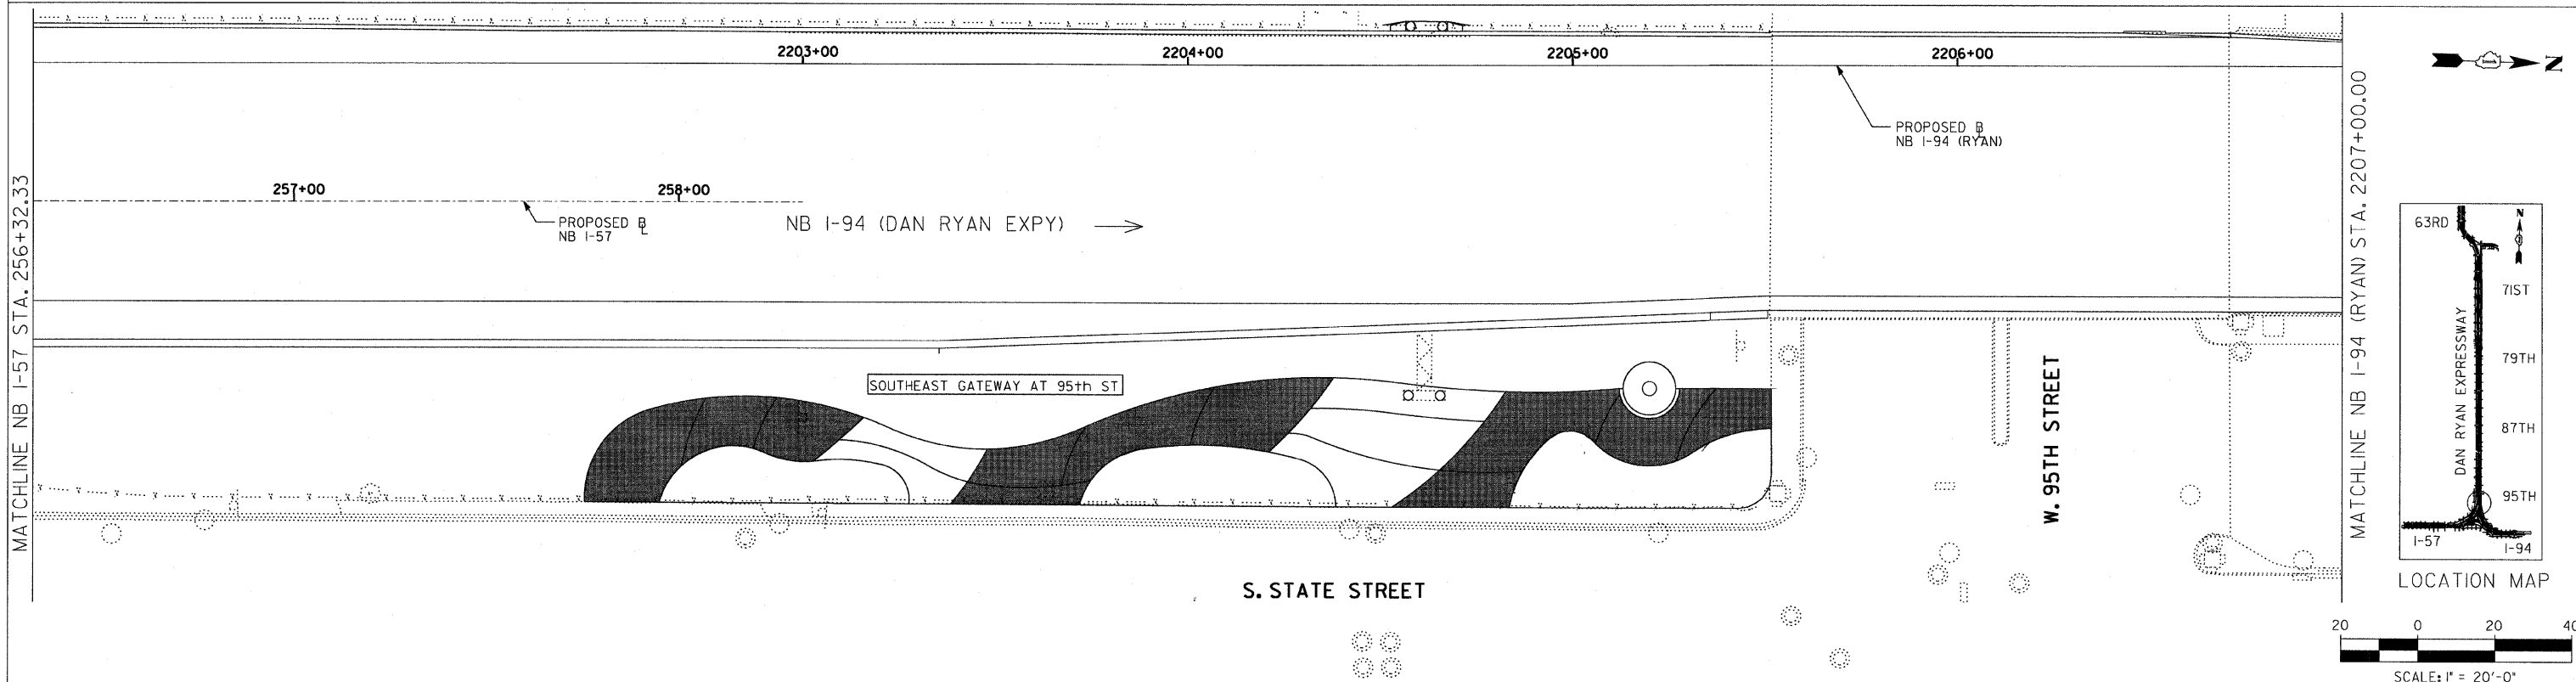 2203+00
2204+00
2205+00
2206+00
N
PROPOSED BL
NB I-94 (RYAN)
257+00
258+00
PROPOSED BL
NB I-57
NB I-94 (DAN RYAN EXPY)
MATCHLINE NB I-57 STA. 256+32.33
MATCHLINE NB I-94 (RYAN) STA. 2207+00.00
SOUTHEAST GATEWAY AT 95th ST
W. 95TH STREET
S. STATE STREET
63RD
N
71ST
79TH
87TH
95TH
DAN RYAN EXPRESSWAY
I-57
I-94
LOCATION MAP
20 0 20 40
SCALE: 1" = 20'-0"